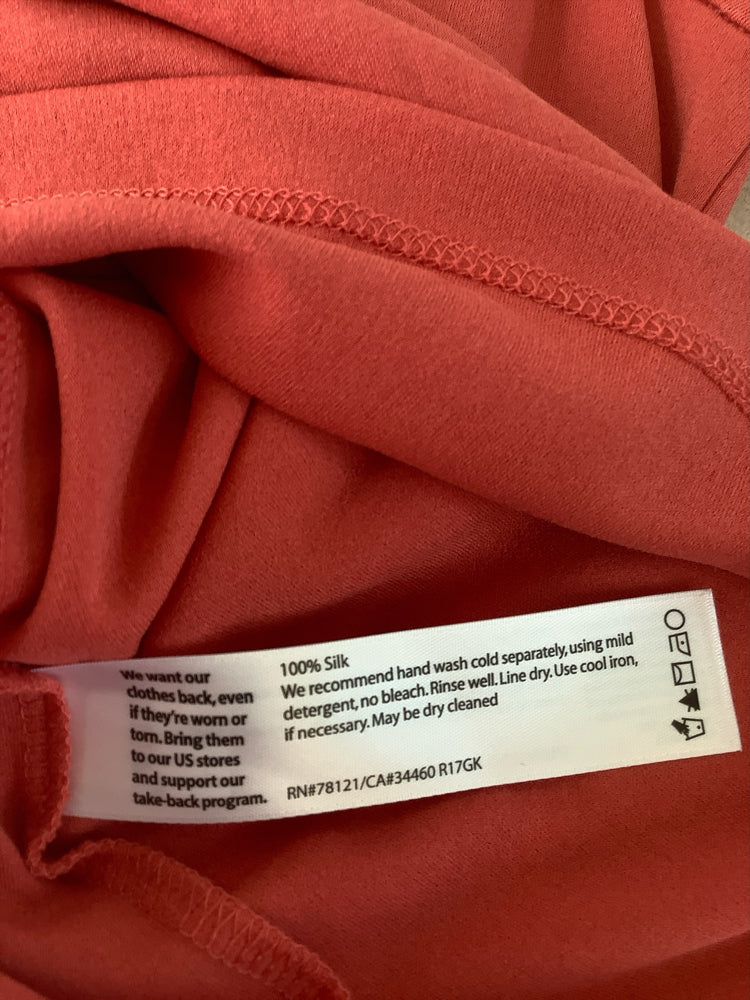 We want our
clothes back, even
if they're worn or
torn. Bring them
to our US stores
and support our
take-back program.
100% Silk
We recommend hand wash cold separately, using mild
detergent, no bleach. Rinse well. Line dry. Use cool iron,
if necessary. May be dry cleaned
RN#78121/CA#34460 R17GK